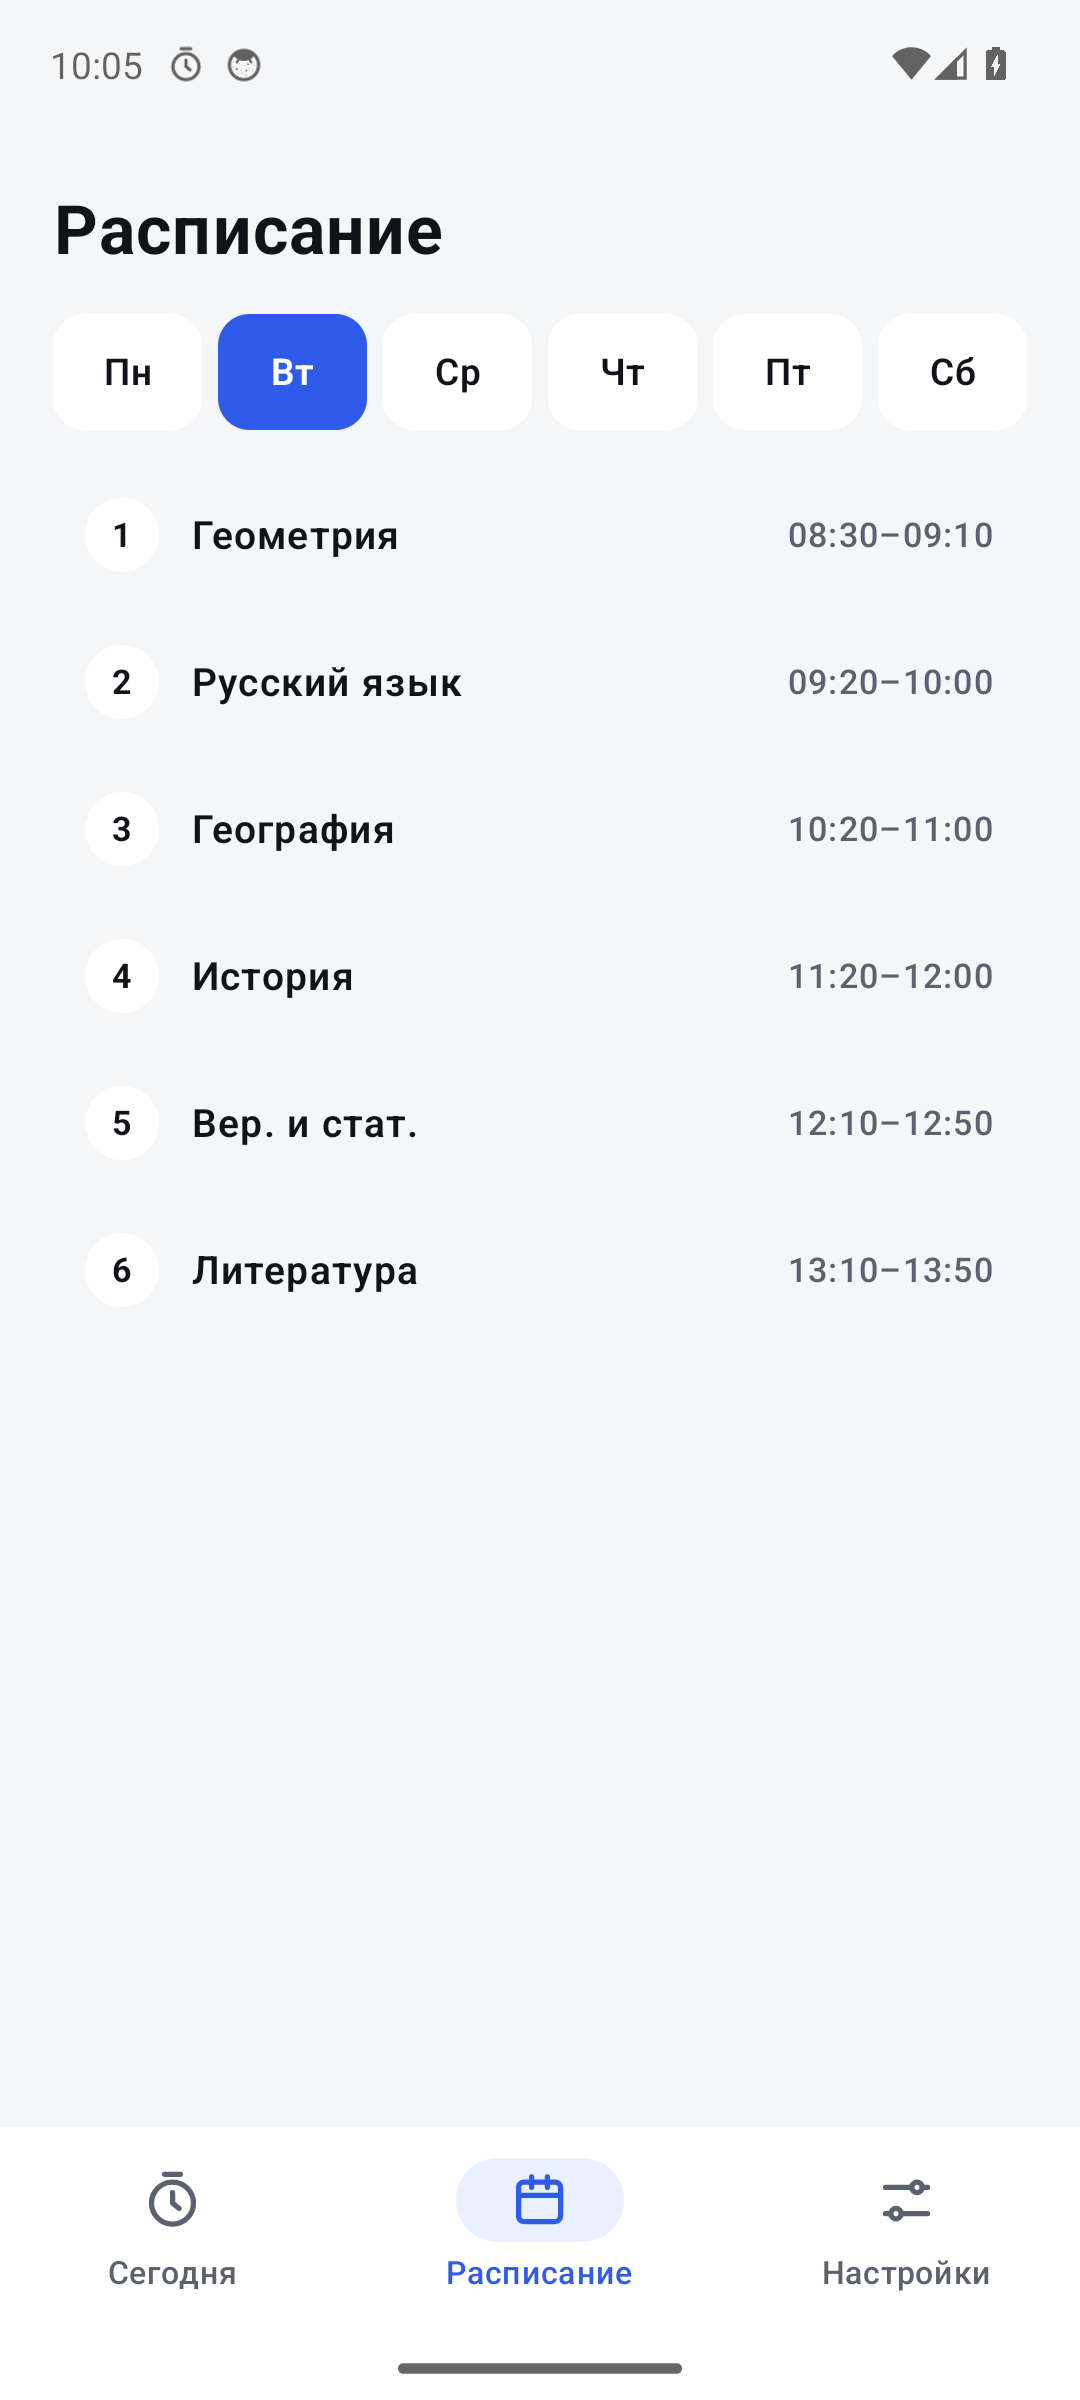 10:05
Расписание
Пн Вт Ср Чт Пт Сб
1 Геометрия 08:30–09:10
2 Русский язык 09:20–10:00
3 География 10:20–11:00
4 История 11:20–12:00
5 Вер. и стат. 12:10–12:50
6 Литература 13:10–13:50
Сегодня Расписание Настройки